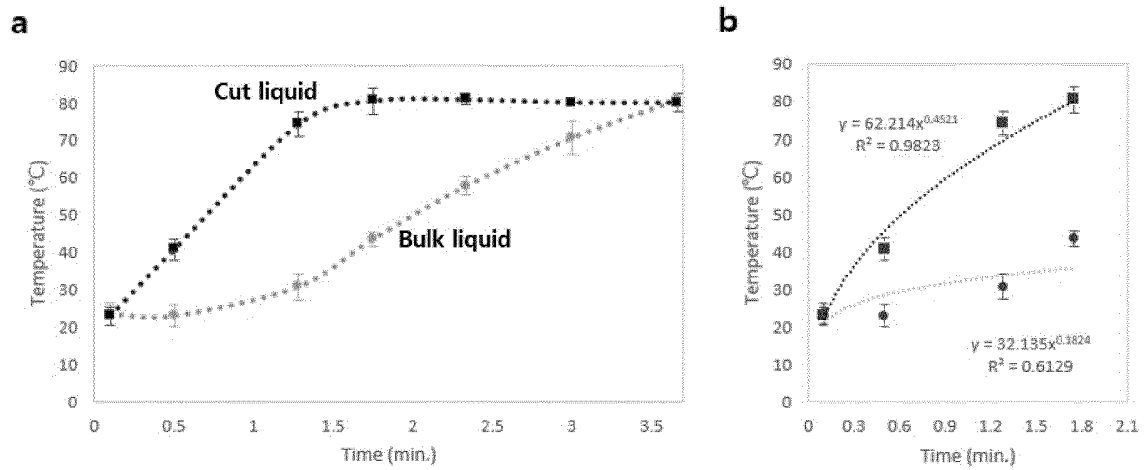 a
90
80
70
60
50
40
30
20
10
0
Temperature (°C)
Cut liquid
Bulk liquid
0 0.5 1 1.5 2 2.5 3 3.5
Time (min.)
b
90
80
70
60
50
40
30
20
10
0
Temperature (°C)
y = 62.214x^0.4521
R² = 0.9823
y = 32.135x^0.1824
R² = 0.6129
0 0.3 0.6 0.9 1.2 1.5 1.8 2.1
Time (min.)